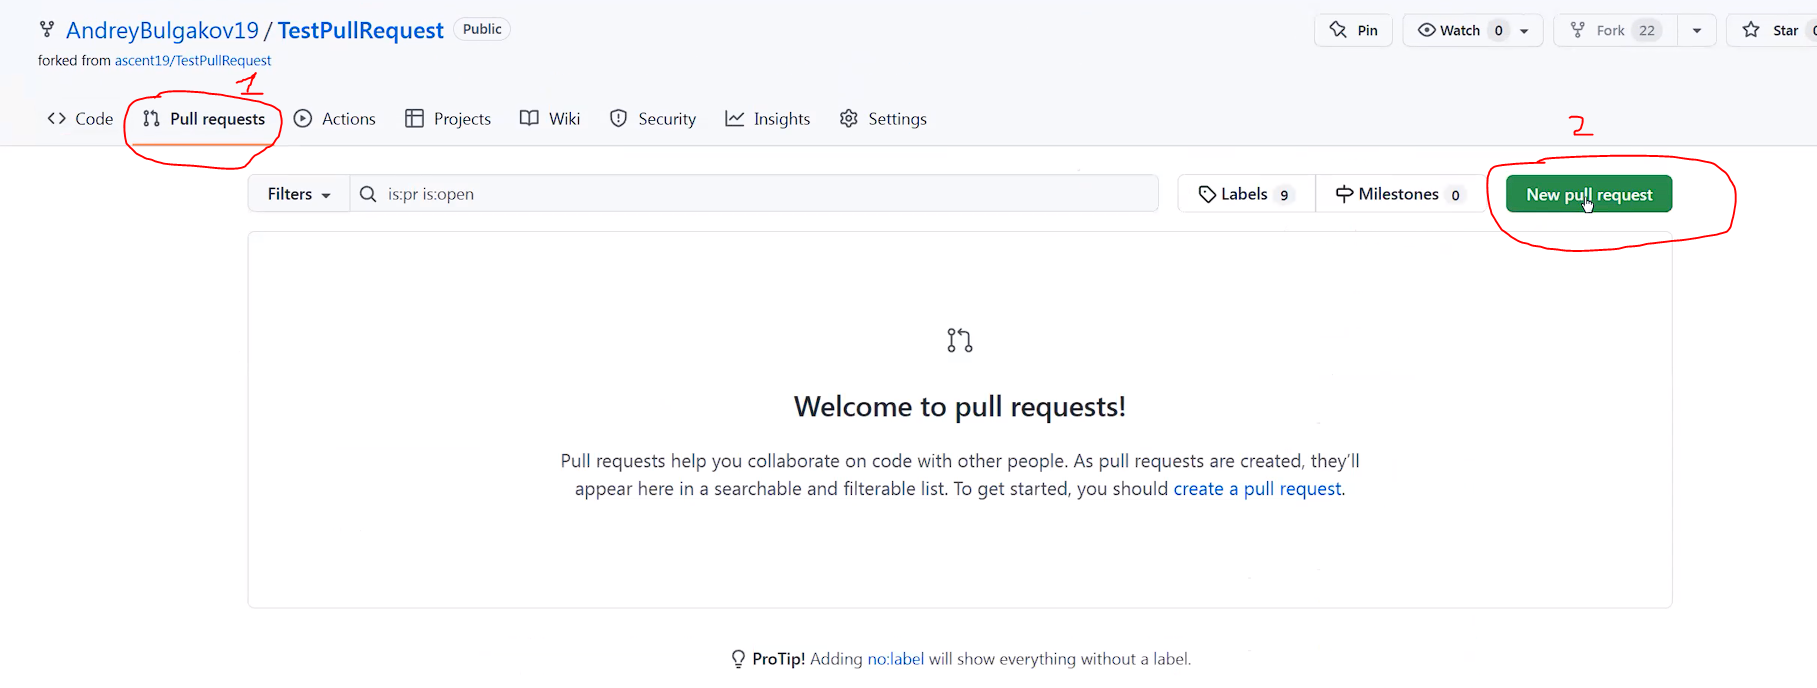 AndreyBulgakov19 / TestPullRequest Public
Pin Watch 0 Fork 22 Star
forked from ascent19/TestPullRequest
1
Code Pull requests Actions Projects Wiki Security Insights Settings
2
Filters is:pr is:open Labels 9 Milestones 0 New pull request
Welcome to pull requests!
Pull requests help you collaborate on code with other people. As pull requests are created, they’ll
appear here in a searchable and filterable list. To get started, you should create a pull request.
ProTip! Adding no:label will show everything without a label.